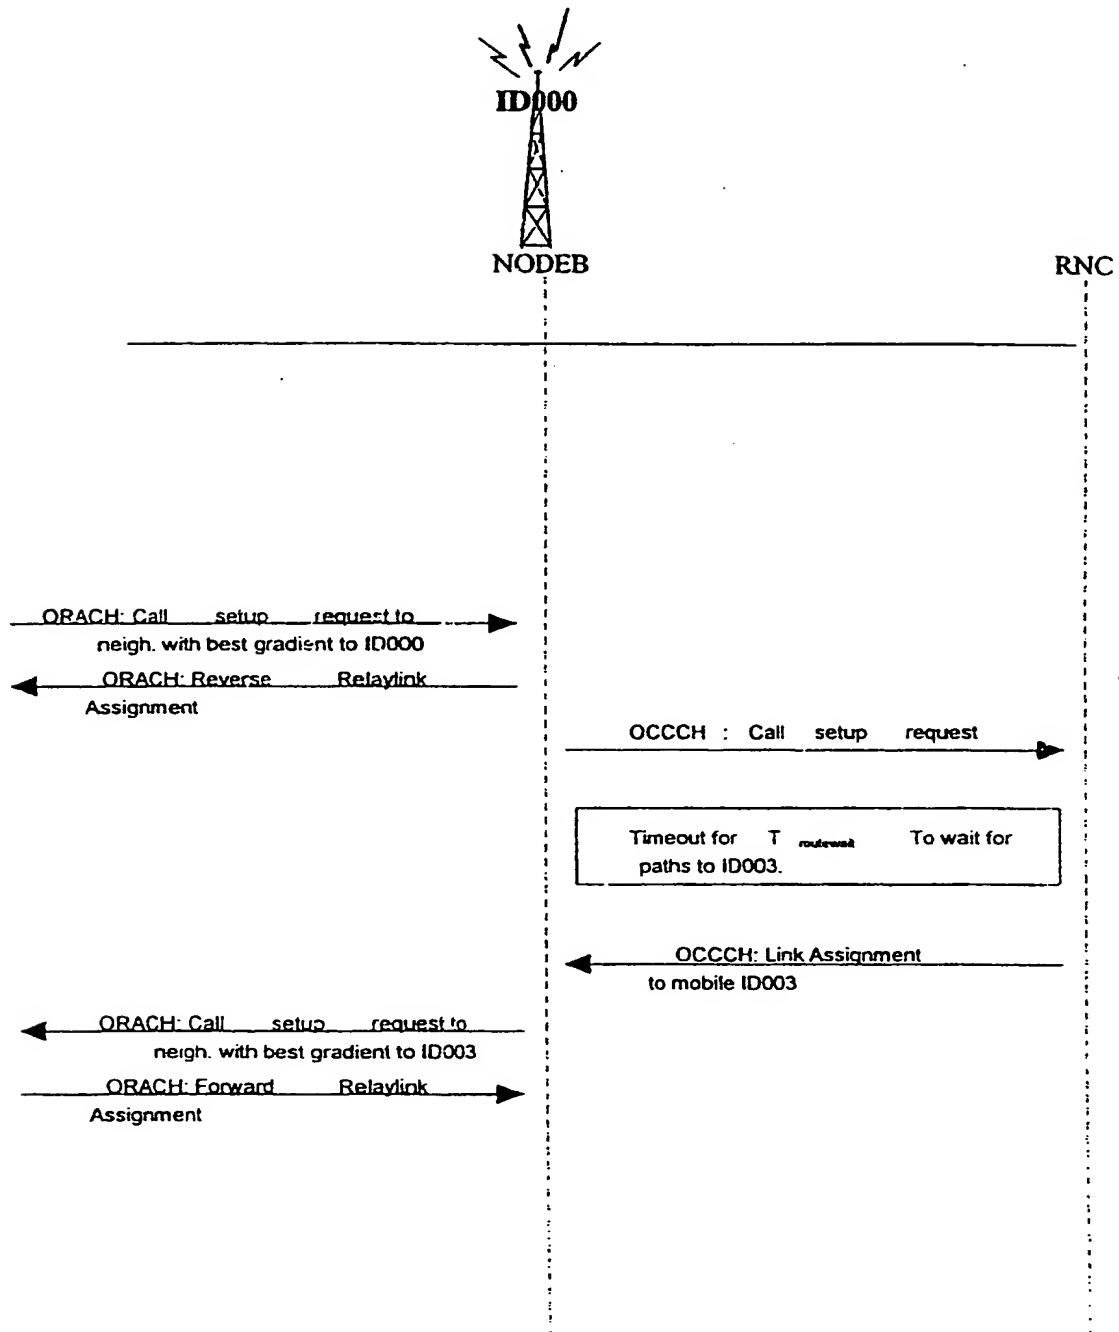 ID000
NODEB
RNC
ORACH: Call setup request to
neigh. with best gradient to ID000
ORACH: Reverse Relaylink
Assignment
OCCCH : Call setup request
Timeout for T routewait To wait for
paths to ID003.
OCCCH: Link Assignment
to mobile ID003
ORACH: Call setup request to
neigh. with best gradient to ID003
ORACH: Forward Relaylink
Assignment